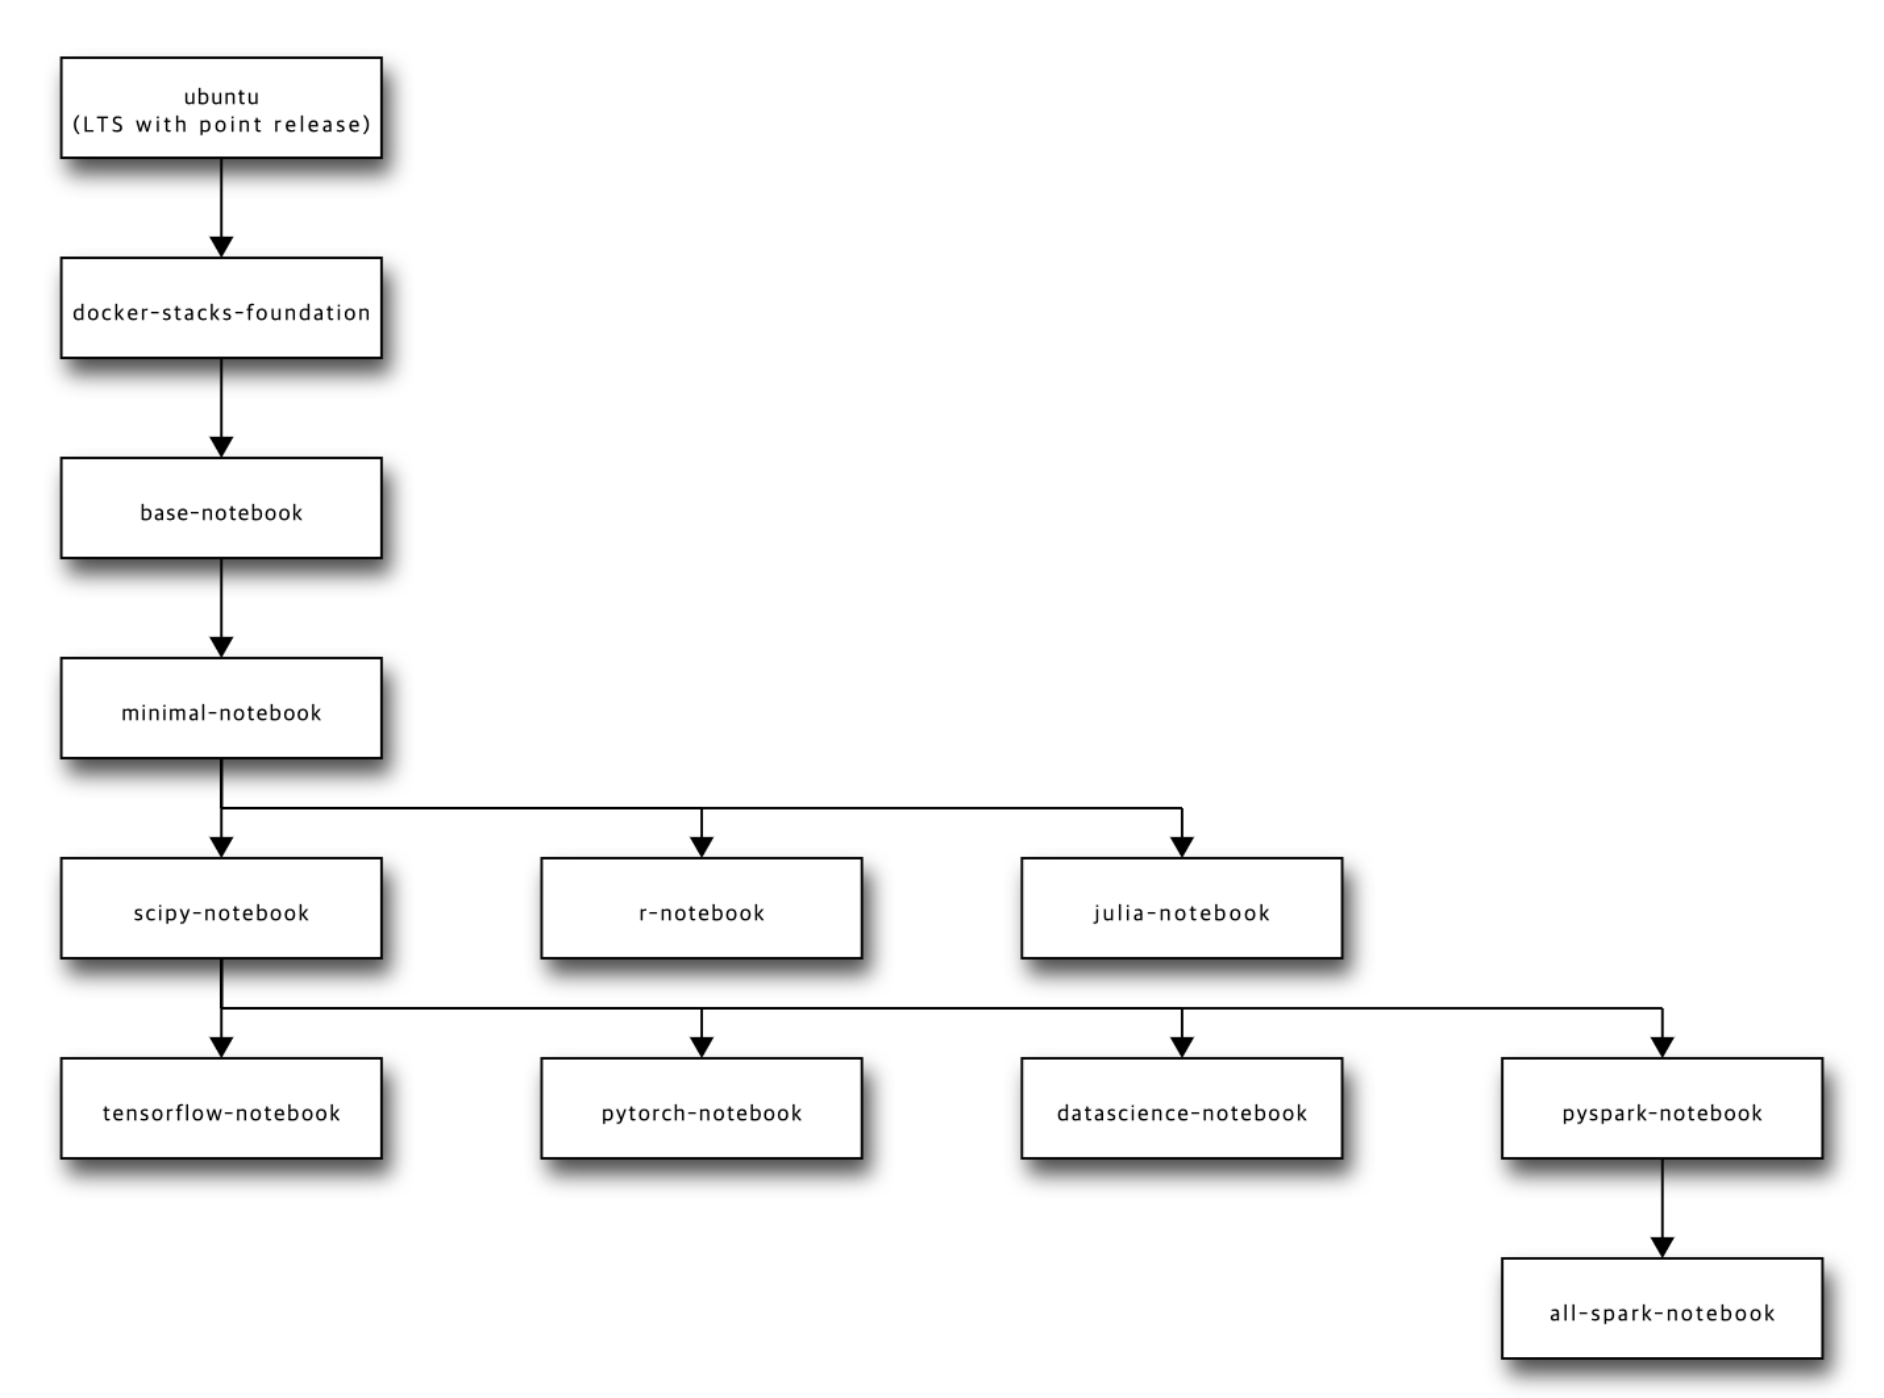 ubuntu
(LTS with point release)
docker-stacks-foundation
base-notebook
minimal-notebook
scipy-notebook
r-notebook
julia-notebook
tensorflow-notebook
pytorch-notebook
datascience-notebook
pyspark-notebook
all-spark-notebook